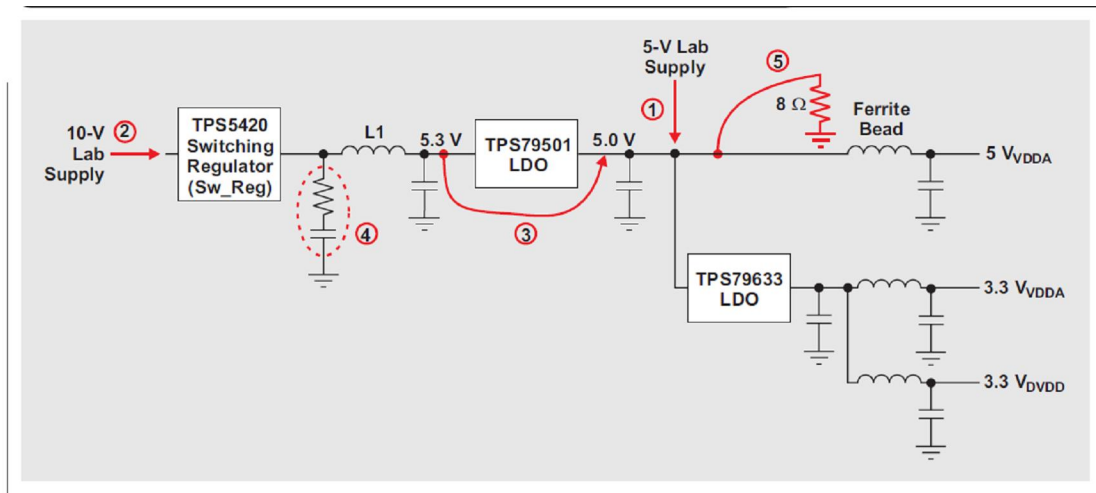 5-V Lab
Supply
⑤
①
8 Ω
Ferrite
Bead
10-V
Lab
Supply
②
TPS5420
Switching
Regulator
(Sw_Reg)
L1
5.3 V
TPS79501
LDO
5.0 V
5 VVDDA
③
④
TPS79633
LDO
3.3 VVDDA
3.3 VDVDD